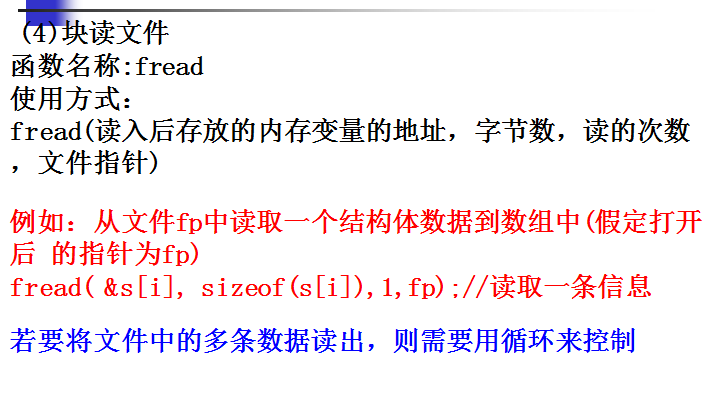 (4)块读文件
函数名称:fread
使用方式：
fread(读入后存放的内存变量的地址，字节数，读的次数
，文件指针)
例如：从文件fp中读取一个结构体数据到数组中(假定打开
后 的指针为fp)
fread( &s[i], sizeof(s[i]),1,fp);//读取一条信息
若要将文件中的多条数据读出，则需要用循环来控制